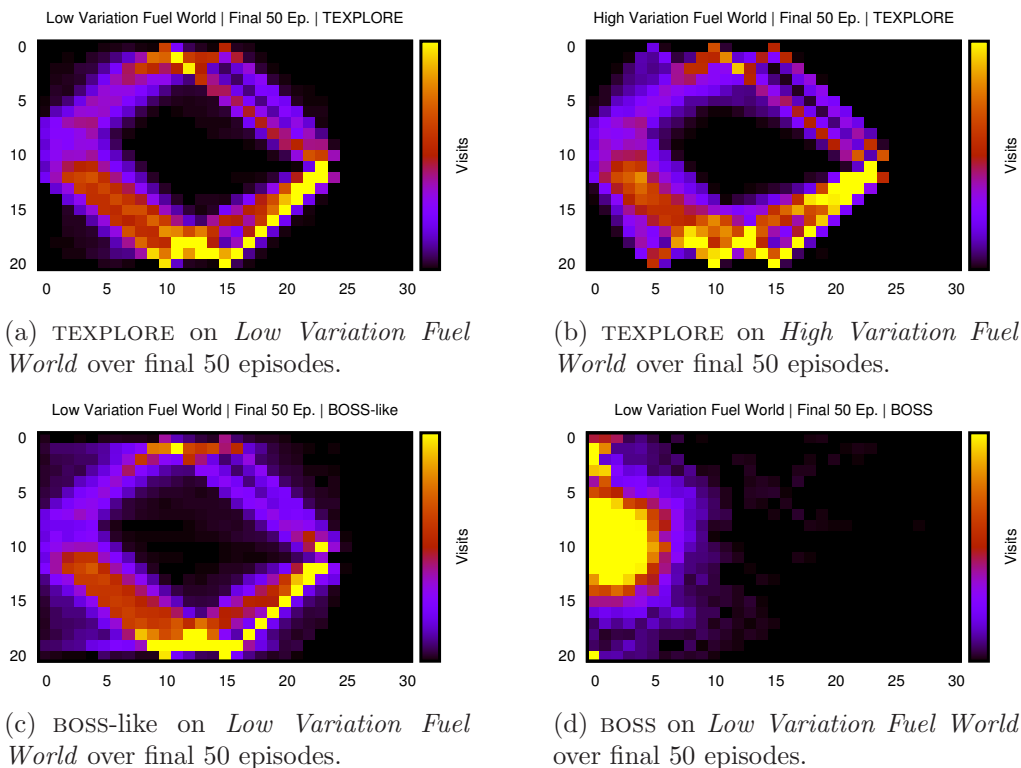 Low Variation Fuel World | Final 50 Ep. | TEXPLORE
0
5
10
15
20
0 5 10 15 20 25 30
Visits
(a) TEXPLORE on Low Variation Fuel
World over final 50 episodes.
High Variation Fuel World | Final 50 Ep. | TEXPLORE
0
5
10
15
20
0 5 10 15 20 25 30
Visits
(b) TEXPLORE on High Variation Fuel
World over final 50 episodes.
Low Variation Fuel World | Final 50 Ep. | BOSS-like
0
5
10
15
20
0 5 10 15 20 25 30
Visits
(c) BOSS-like on Low Variation Fuel
World over final 50 episodes.
Low Variation Fuel World | Final 50 Ep. | BOSS
0
5
10
15
20
0 5 10 15 20 25 30
Visits
(d) BOSS on Low Variation Fuel World
over final 50 episodes.